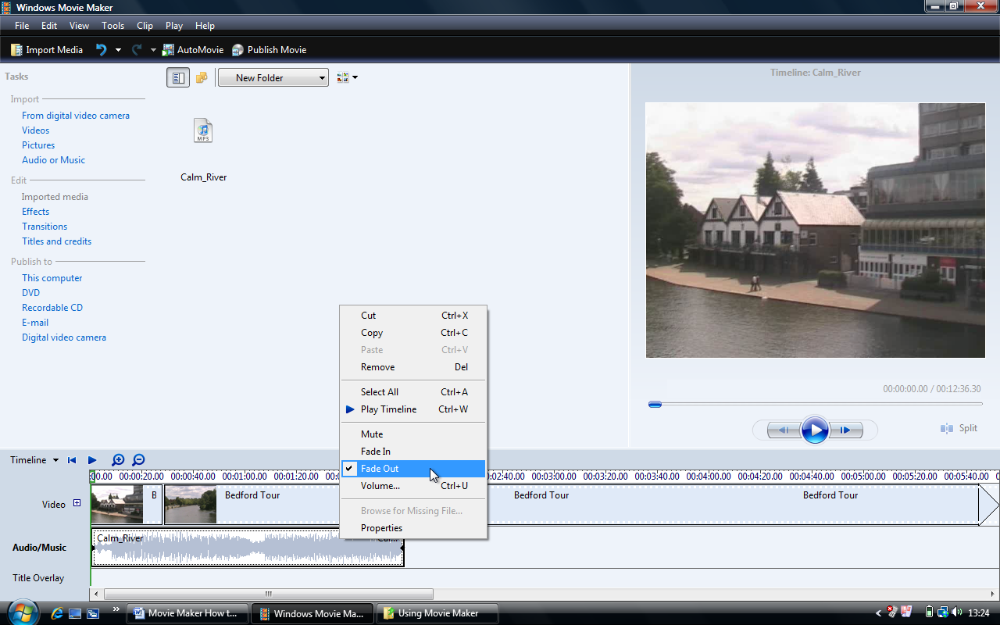 Windows Movie Maker
File Edit View Tools Clip Play Help
Import Media AutoMovie Publish Movie
Tasks
Import
From digital video camera
Videos
Pictures
Audio or Music
Edit
Imported media
Effects
Transitions
Titles and credits
Publish to
This computer
DVD
Recordable CD
E-mail
Digital video camera
New Folder
MP3
Calm_River
Timeline: Calm_River
00:00:00.00 / 00:12:36.30
Split
Cut Ctrl+X
Copy Ctrl+C
Paste Ctrl+V
Remove Del
Select All Ctrl+A
Play Timeline Ctrl+W
Mute
Fade In
Fade Out
Volume... Ctrl+U
Browse for Missing File...
Properties
Timeline
00.00 00:00:20.00 00:00:40.00 00:01:00.00 00:01:20.00 00:01:40.00 00:02:40.00 00:03:00.00 00:03:20.00 00:03:40.00 00:04:00.00 00:04:20.00 00:04:40.00 00:05:00.00 00:05:20.00 00:05:40.00
Video B Bedford Tour Bedford Tour Bedford Tour
Audio/Music Calm_River Cal...
Title Overlay
Movie Maker How t... Windows Movie Ma... Using Movie Maker 13:24